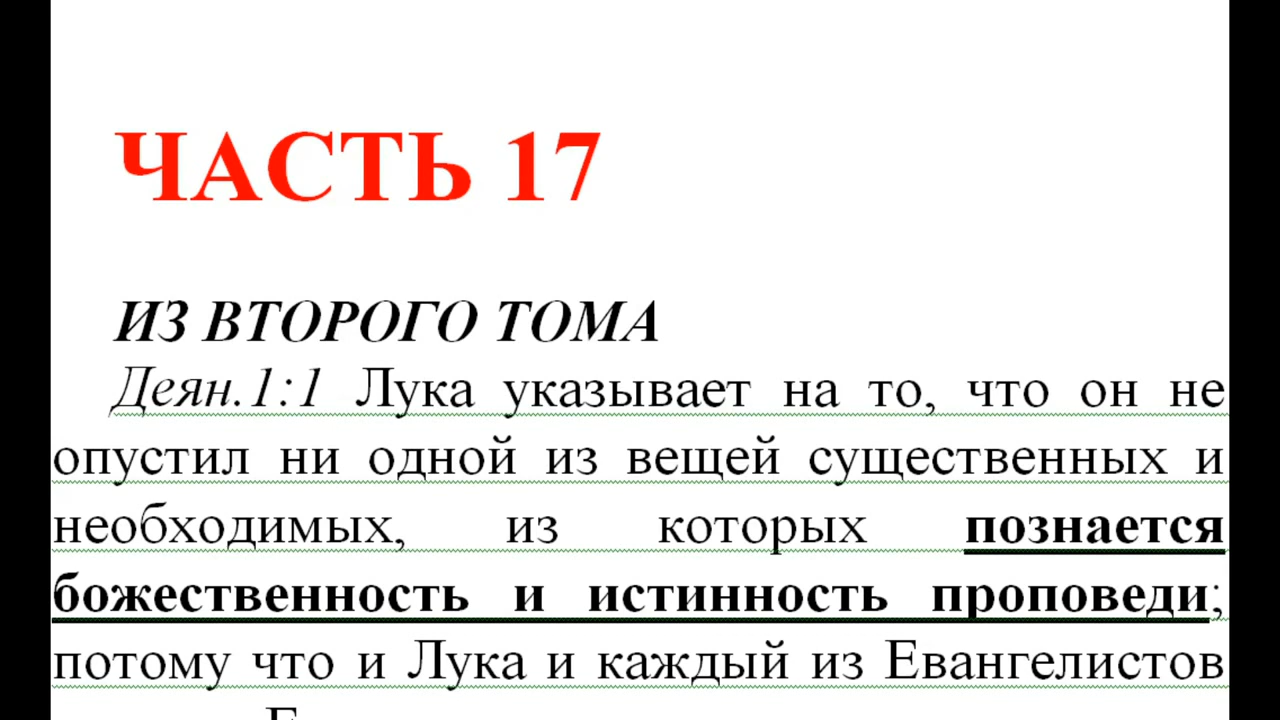 ЧАСТЬ 17
ИЗ ВТОРОГО ТОМА
Деян.1:1 Лука указывает на то, что он не
опустил ни одной из вещей существенных и
необходимых, из которых познается
божественность и истинность проповеди;
потому что и Лука и каждый из Евангелистов